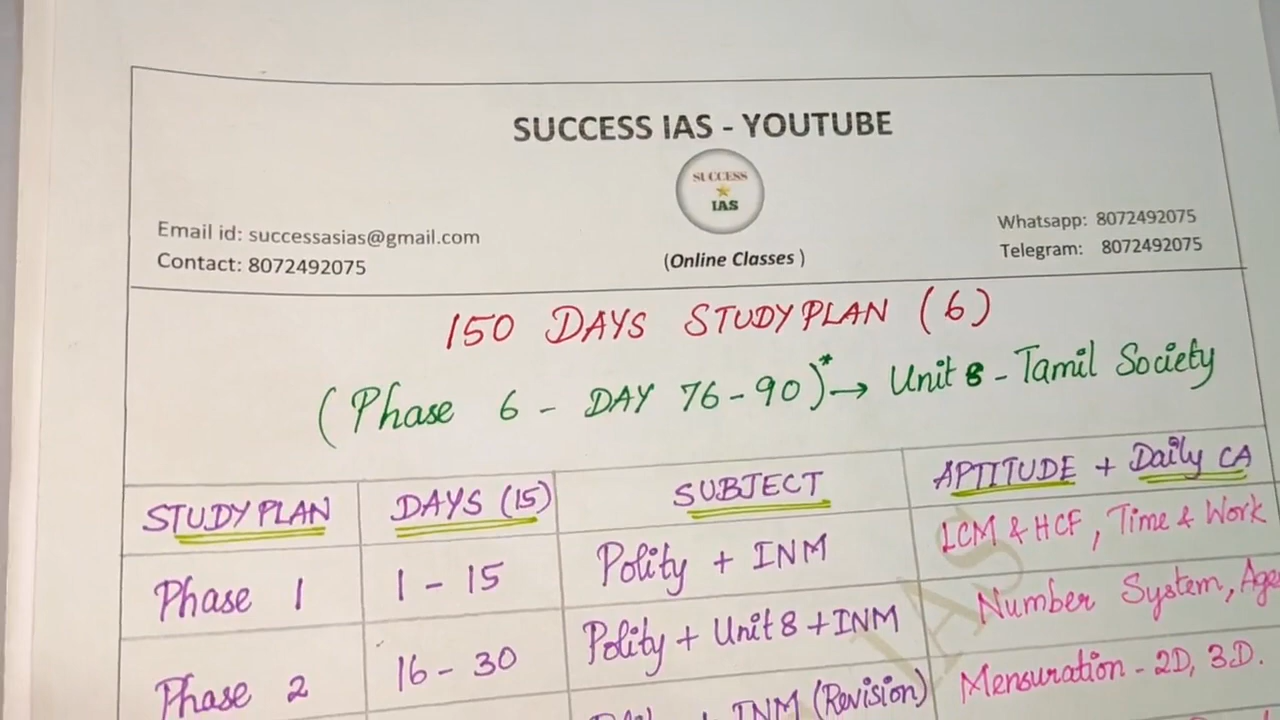 SUCCESS IAS - YOUTUBE
SUCCESS
IAS
Email id: successasias@gmail.com
Contact: 8072492075
(Online Classes )
Whatsapp: 8072492075
Telegram: 8072492075
150 DAYS STUDY PLAN (6)
(Phase 6 - DAY 76-90)* → Unit 8 - Tamil Society
STUDY PLAN DAYS (15) SUBJECT APTITUDE + Daily CA
Phase 1 1 - 15 Polity + INM LCM & HCF, Time & Work
Phase 2 16 - 30 Polity + Unit 8 + INM Number System,
INM (Revision) Mensuration - 2D, 3D.
IAS